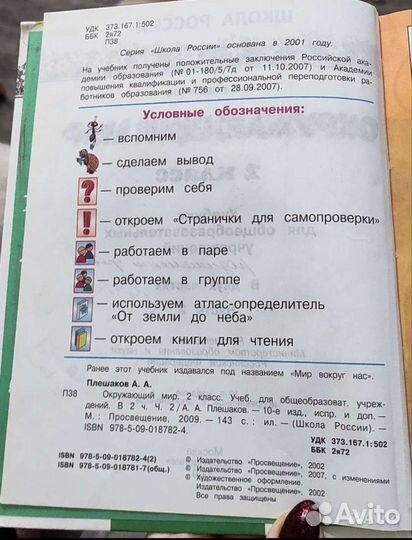 УДК 373.167.1:502
ББК 2я72
П38
Серия «Школа России» основана в 2001 году.
На учебник получены положительные заключения Российской ака-
демии образования (№ 01-180/5/7д от 11.10.2007) и Академии
повышения квалификации и профессиональной переподготовки ра-
ботников образования (№ 756 от 28.09.2007).
Условные обозначения:
— вспомним
— сделаем вывод
? — проверим себя
! — откроем «Странички для самопроверки»
— работаем в паре
— работаем в группе
— используем атлас-определитель
"От земли до неба"
— откроем книги для чтения
Ранее этот учебник издавался под названием «Мир вокруг нас».
Плешаков А. А.
П38 Окружающий мир. 2 класс. Учеб. для общеобразоват. учреж-
дений. В 2 ч. Ч. 2 / А. А. Плешаков. — 10-е изд., испр. и доп. —
М. : Просвещение, 2009. — 143 с. : ил. — (Школа России). —
ISBN 978-5-09-018782-4.
УДК 373.167.1:502
ББК 2я72
ISBN 978-5-09-018782-4(2)
ISBN 978-5-09-018781-7(общ.)
© Издательство «Просвещение», 2002
© Издательство «Просвещение», 2007, с изменениями
© Художественное оформление.
Издательство «Просвещение», 2002
Все права защищены
Avito